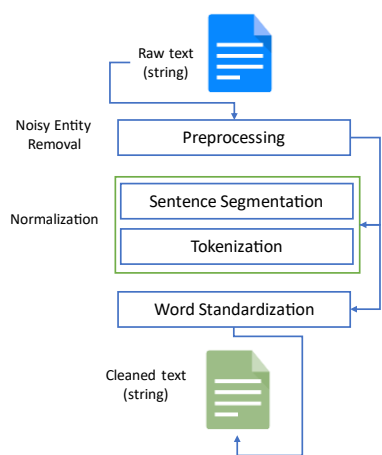 Raw text
(string)
Noisy Entity
Removal
Preprocessing
Sentence Segmentation
Normalization
Tokenization
Word Standardization
Cleaned text
(string)